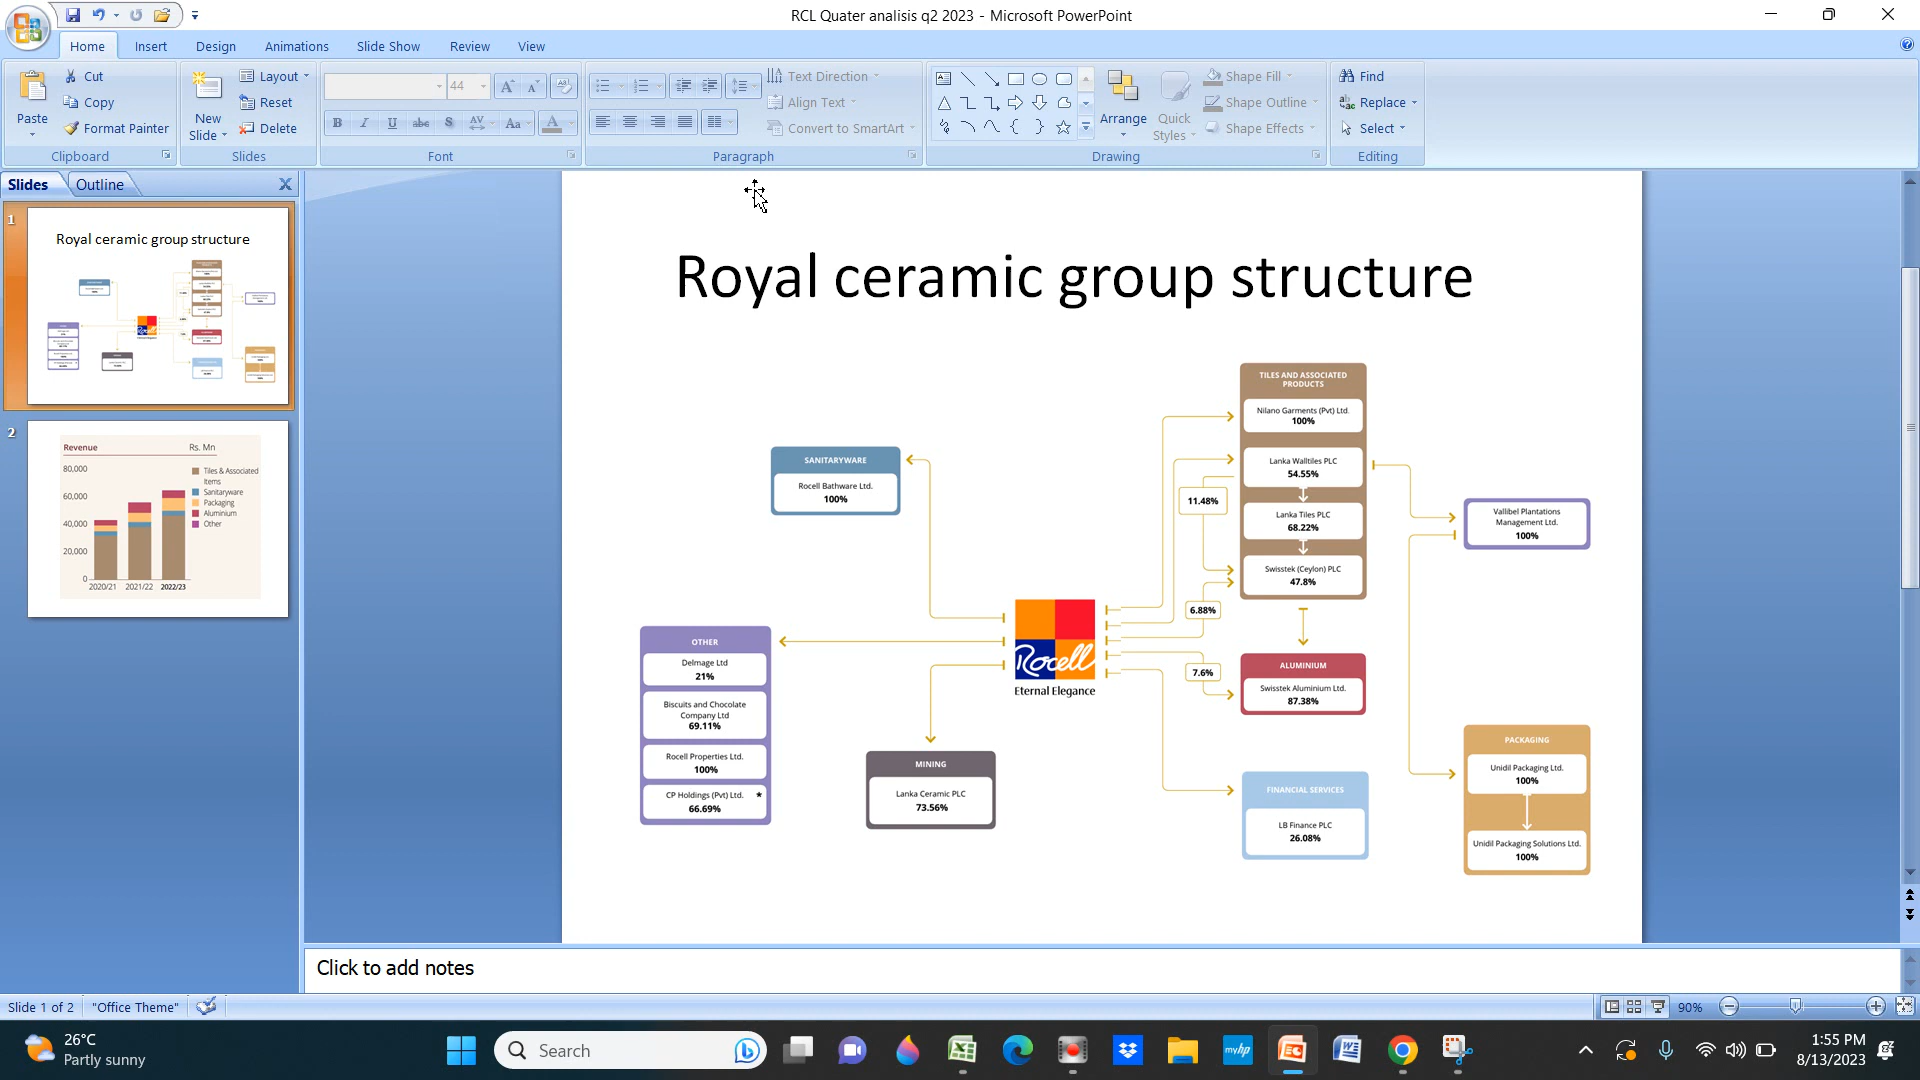 RCL Quater analisis q2 2023 - Microsoft PowerPoint
Home
Insert
Design
Animations
Slide Show
Review
View
Paste
Cut
Copy
Format Painter
Clipboard
New
Slide
Layout
Reset
Delete
Slides
44
B I U abc S AV Aa A
Font
Text Direction
Align Text
Convert to SmartArt
Paragraph
Arrange
Quick
Styles
Shape Fill
Shape Outline
Shape Effects
Drawing
Find
Replace
Select
Editing
Slides
Outline
1
Royal ceramic group structure
2
Revenue
Rs. Mn
80,000
60,000
40,000
20,000
0
2020/21
2021/22
2022/23
Tiles & Associated
Items
Sanitaryware
Packaging
Aluminium
Other
Royal ceramic group structure
SANITARYWARE
Rocell Bathware Ltd.
100%
OTHER
Delmage Ltd
21%
Biscuits and Chocolate
Company Ltd
69.11%
Rocell Properties Ltd.
100%
CP Holdings (Pvt) Ltd. *
66.69%
MINING
Lanka Ceramic PLC
73.56%
Rocell
Eternal Elegance
11.48%
6.88%
7.6%
TILES AND ASSOCIATED
PRODUCTS
Nilano Garments (Pvt) Ltd.
100%
Lanka Walltiles PLC
54.55%
Lanka Tiles PLC
68.22%
Swisstek (Ceylon) PLC
47.8%
ALUMINIUM
Swisstek Aluminium Ltd.
87.38%
FINANCIAL SERVICES
LB Finance PLC
26.08%
Vallibel Plantations
Management Ltd.
100%
PACKAGING
Unidil Packaging Ltd.
100%
Unidil Packaging Solutions Ltd.
100%
Click to add notes
Slide 1 of 2
"Office Theme"
90%
26°C
Partly sunny
Search
myhp
1:55 PM
8/13/2023